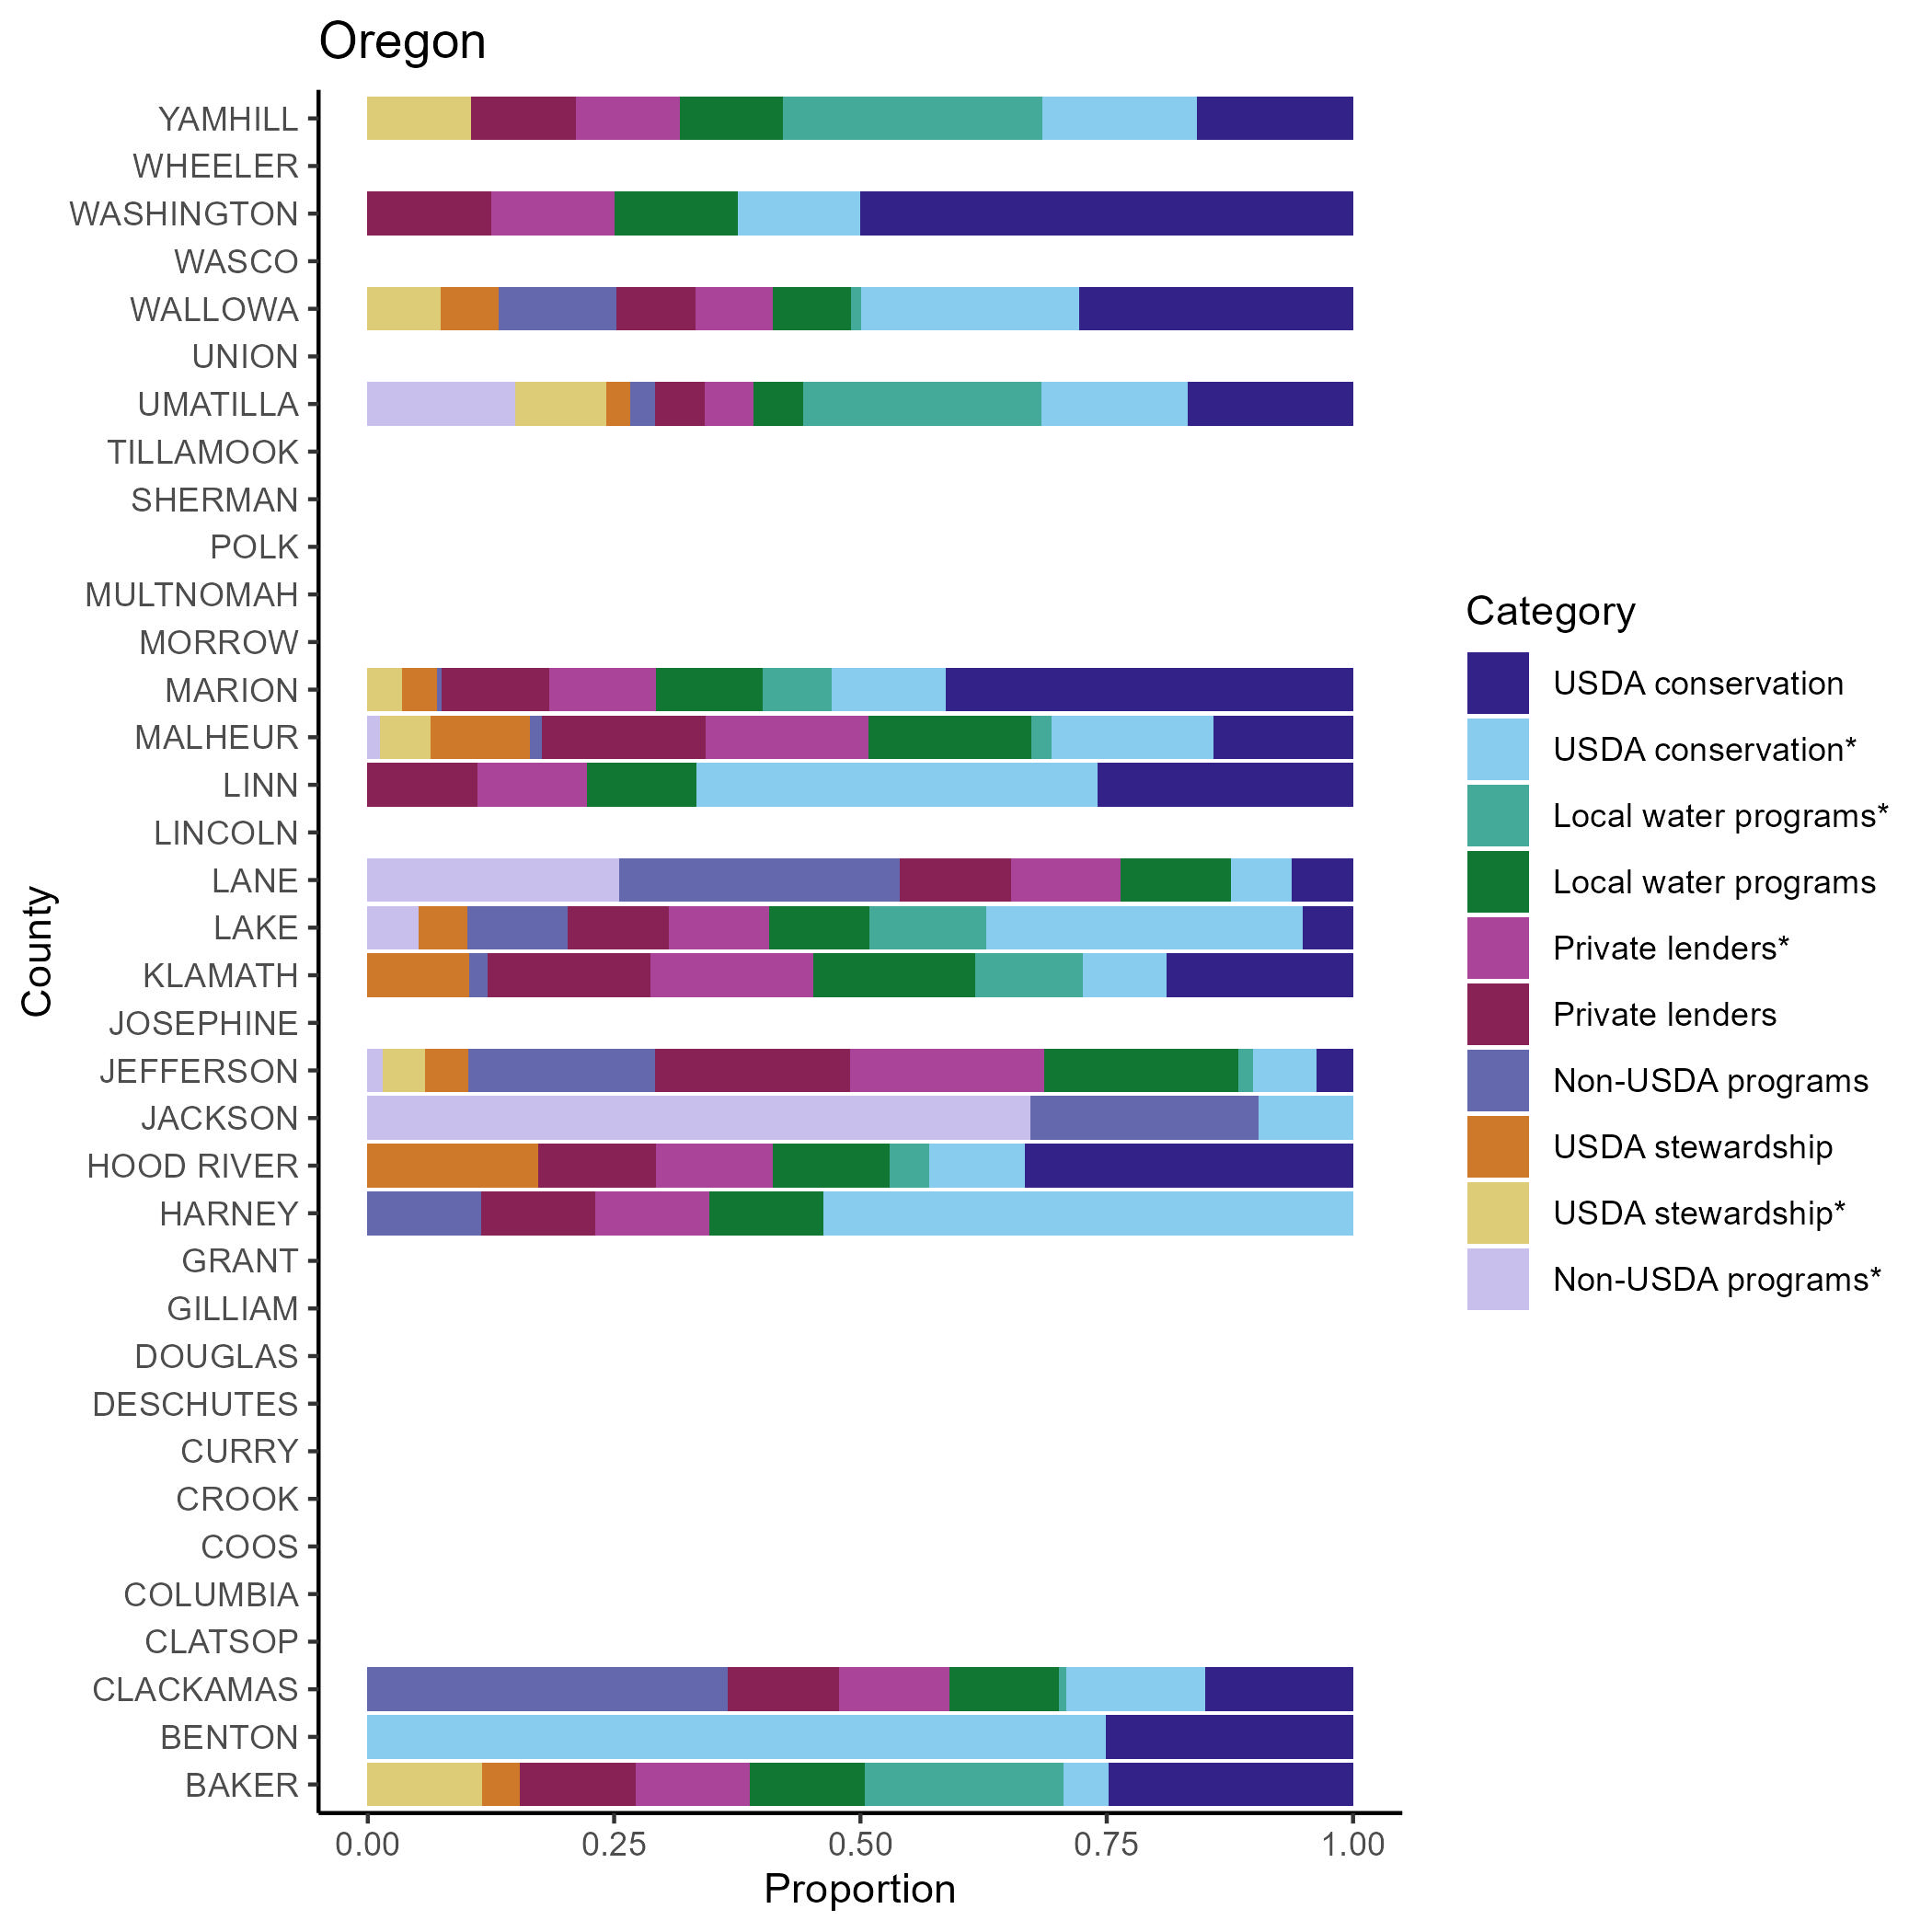 Oregon
YAMHILL
WHEELER
WASHINGTON
WASCO
WALLOWA
UNION
UMATILLA
TILLAMOOK
SHERMAN
POLK
MULTNOMAH
MORROW
MARION
MALHEUR
LINN
LINCOLN
LANE
LAKE
KLAMATH
JOSEPHINE
JEFFERSON
JACKSON
HOOD RIVER
HARNEY
GRANT
GILLIAM
DOUGLAS
DESCHUTES
CURRY
CROOK
COOS
COLUMBIA
CLATSOP
CLACKAMAS
BENTON
BAKER
County
0.00 0.25 0.50 0.75 1.00
Proportion
Category
USDA conservation
USDA conservation*
Local water programs*
Local water programs
Private lenders*
Private lenders
Non-USDA programs
USDA stewardship
USDA stewardship*
Non-USDA programs*